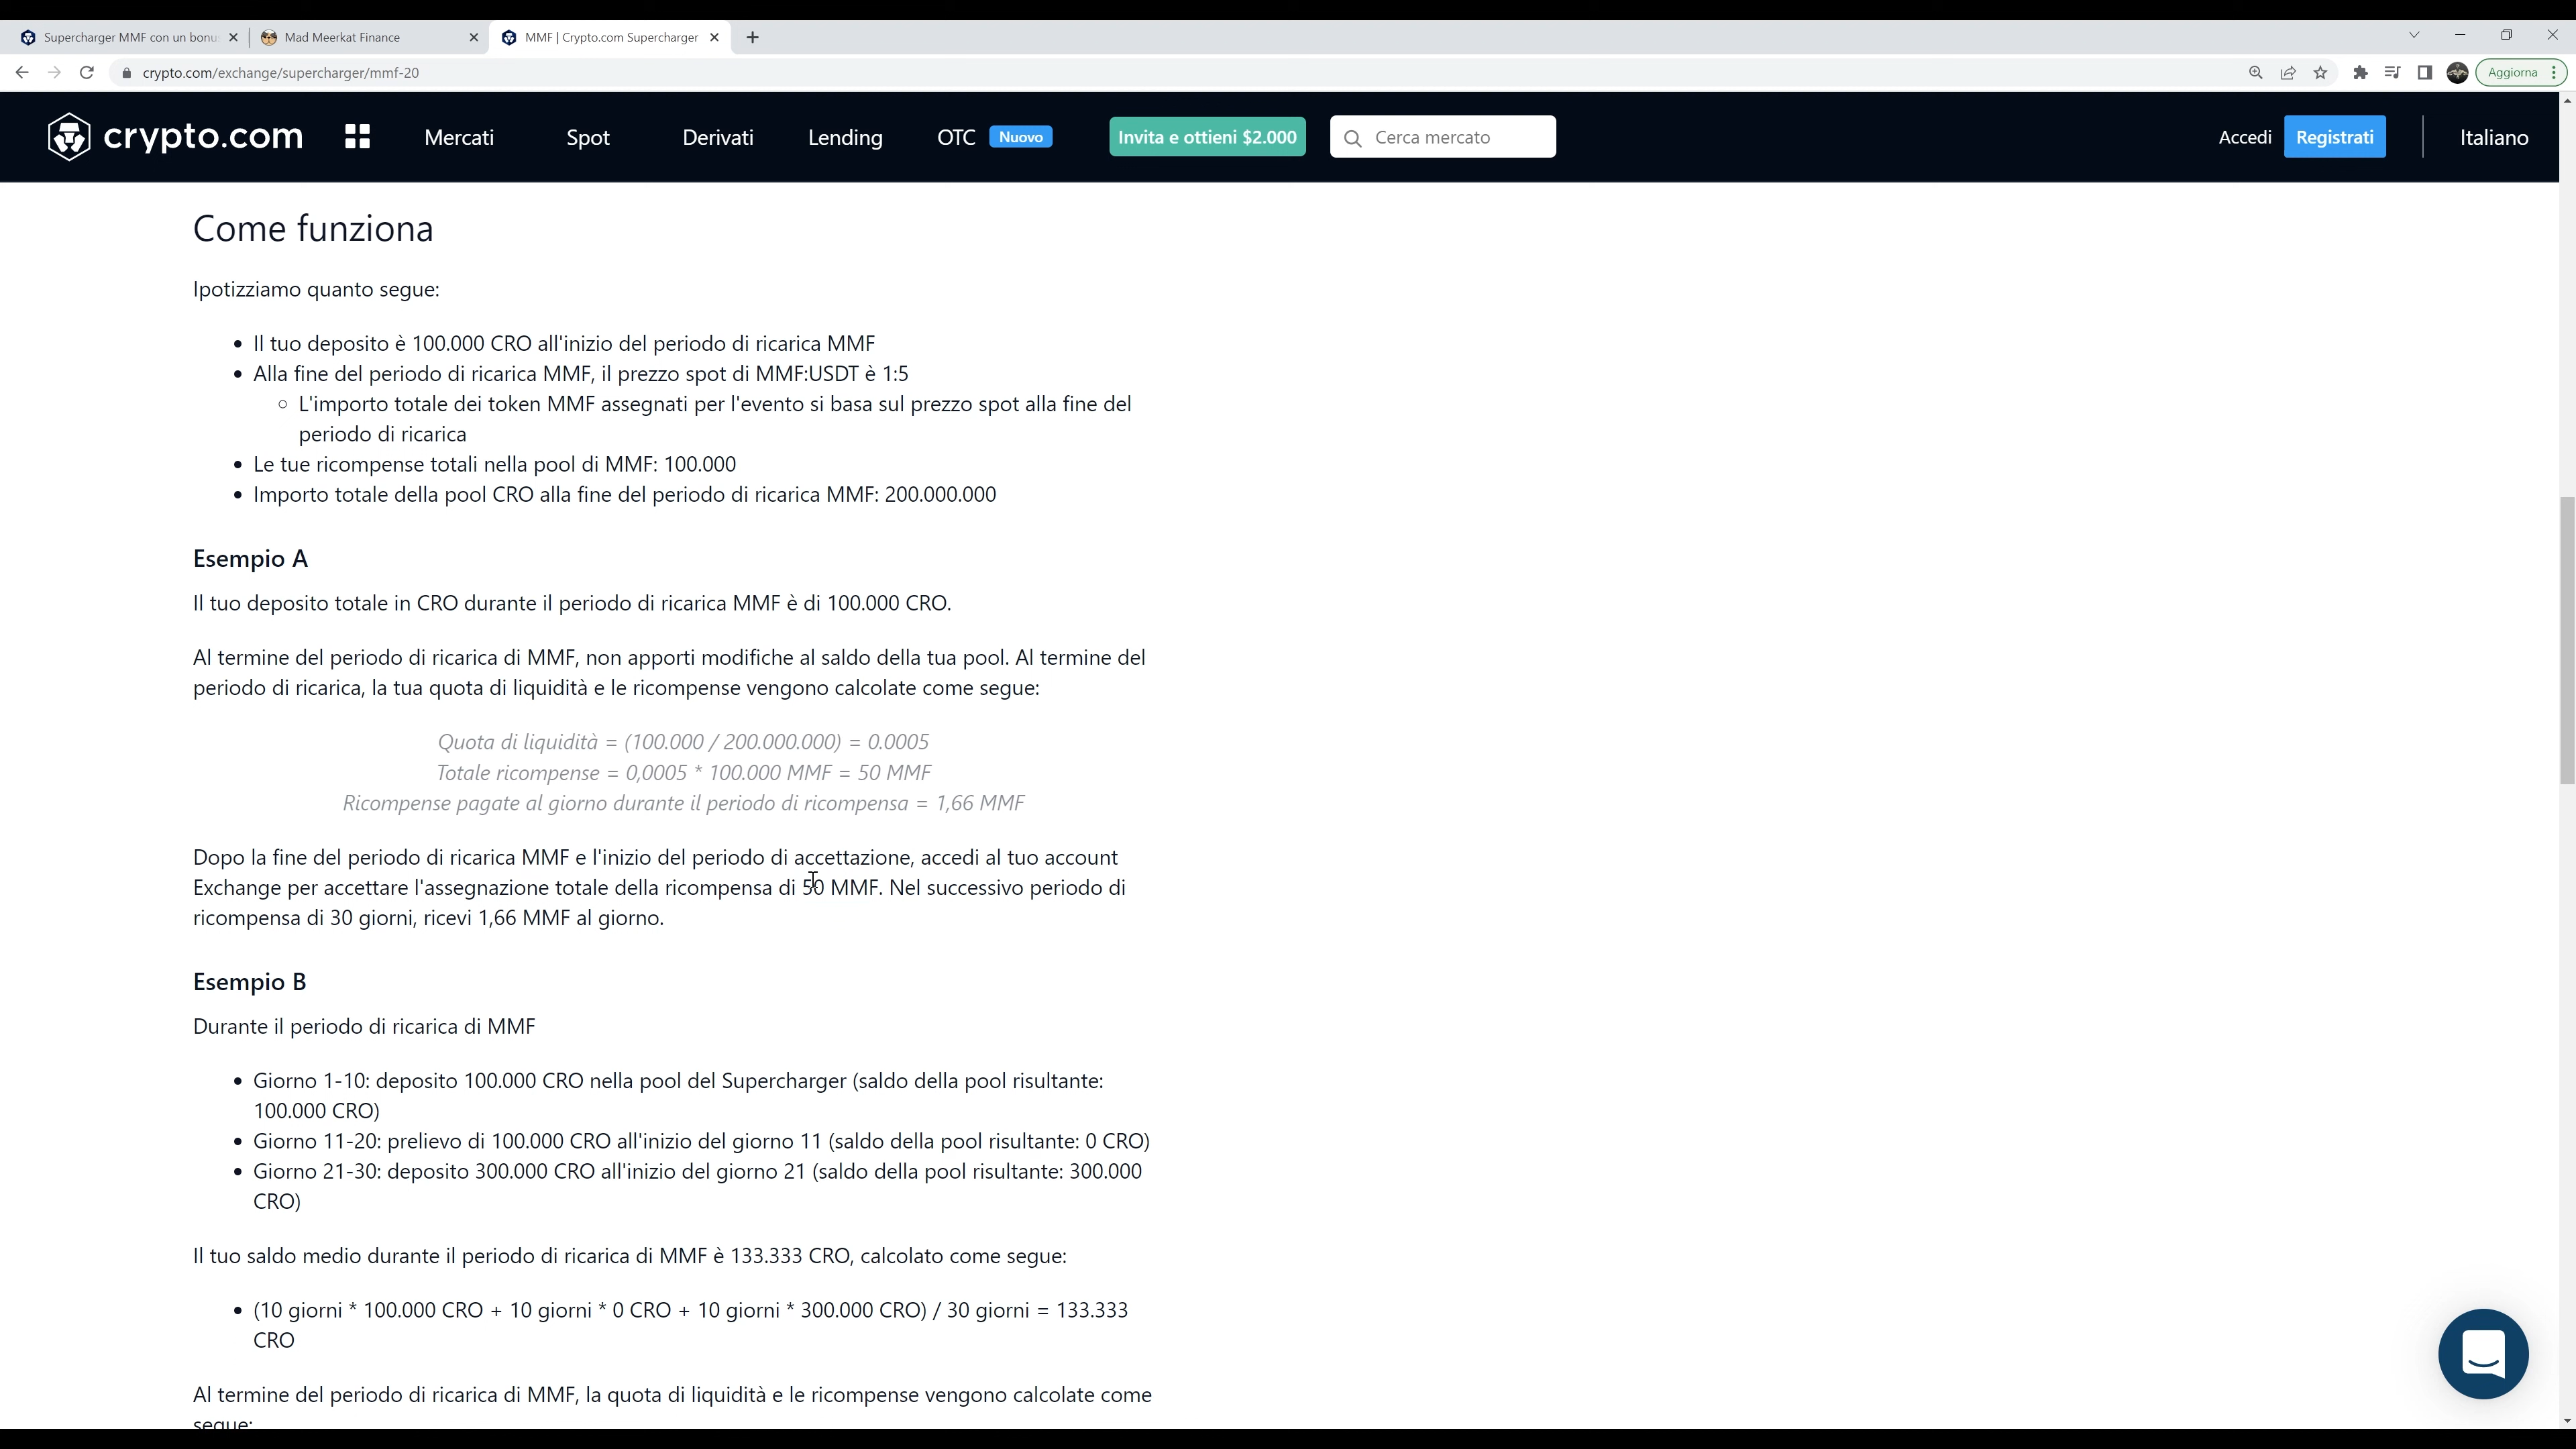 Supercharger MMF con un bonu
Mad Meerkat Finance
MMF | Crypto.com Supercharger
crypto.com/exchange/supercharger/mmf-20
Aggiorna
crypto.com
Mercati
Spot
Derivati
Lending
OTC
Nuovo
Invita e ottieni $2.000
Cerca mercato
Accedi
Registrati
Italiano
Come funziona
Ipotizziamo quanto segue:
• Il tuo deposito è 100.000 CRO all'inizio del periodo di ricarica MMF
• Alla fine del periodo di ricarica MMF, il prezzo spot di MMF:USDT è 1:5
○ L'importo totale dei token MMF assegnati per l'evento si basa sul prezzo spot alla fine del
periodo di ricarica
• Le tue ricompense totali nella pool di MMF: 100.000
• Importo totale della pool CRO alla fine del periodo di ricarica MMF: 200.000.000
Esempio A
Il tuo deposito totale in CRO durante il periodo di ricarica MMF è di 100.000 CRO.
Al termine del periodo di ricarica di MMF, non apporti modifiche al saldo della tua pool. Al termine del
periodo di ricarica, la tua quota di liquidità e le ricompense vengono calcolate come segue:
Quota di liquidità = (100.000 / 200.000.000) = 0.0005
Totale ricompense = 0,0005 * 100.000 MMF = 50 MMF
Ricompense pagate al giorno durante il periodo di ricompensa = 1,66 MMF
Dopo la fine del periodo di ricarica MMF e l'inizio del periodo di accettazione, accedi al tuo account
Exchange per accettare l'assegnazione totale della ricompensa di 50 MMF. Nel successivo periodo di
ricompensa di 30 giorni, ricevi 1,66 MMF al giorno.
Esempio B
Durante il periodo di ricarica di MMF
• Giorno 1-10: deposito 100.000 CRO nella pool del Supercharger (saldo della pool risultante:
100.000 CRO)
• Giorno 11-20: prelievo di 100.000 CRO all'inizio del giorno 11 (saldo della pool risultante: 0 CRO)
• Giorno 21-30: deposito 300.000 CRO all'inizio del giorno 21 (saldo della pool risultante: 300.000
CRO)
Il tuo saldo medio durante il periodo di ricarica di MMF è 133.333 CRO, calcolato come segue:
• (10 giorni * 100.000 CRO + 10 giorni * 0 CRO + 10 giorni * 300.000 CRO) / 30 giorni = 133.333
CRO
Al termine del periodo di ricarica di MMF, la quota di liquidità e le ricompense vengono calcolate come
segue: